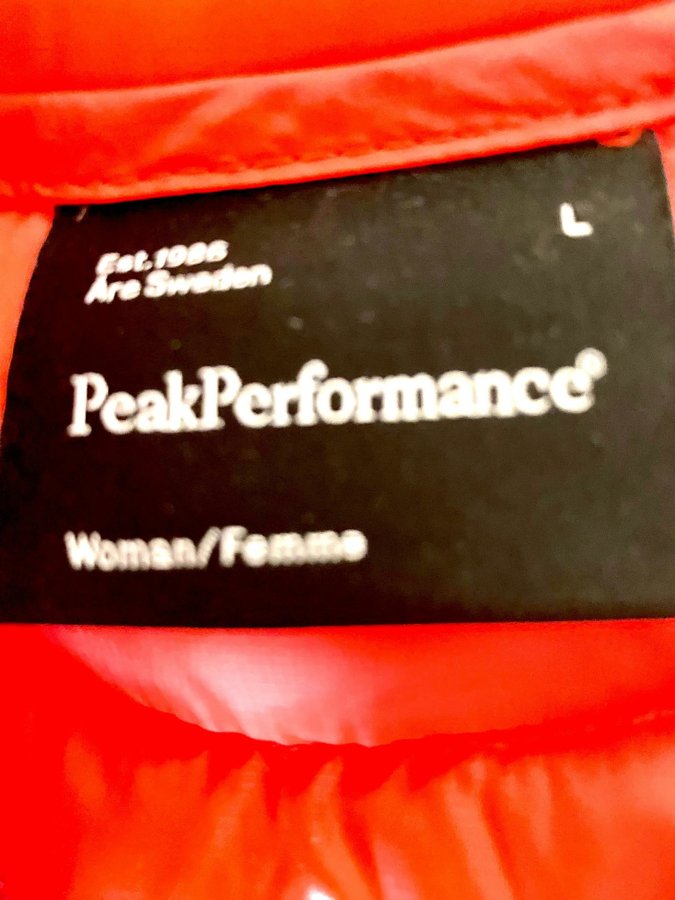 L
Est.1986
Åre Sweden
PeakPerformance®
Woman/Femme